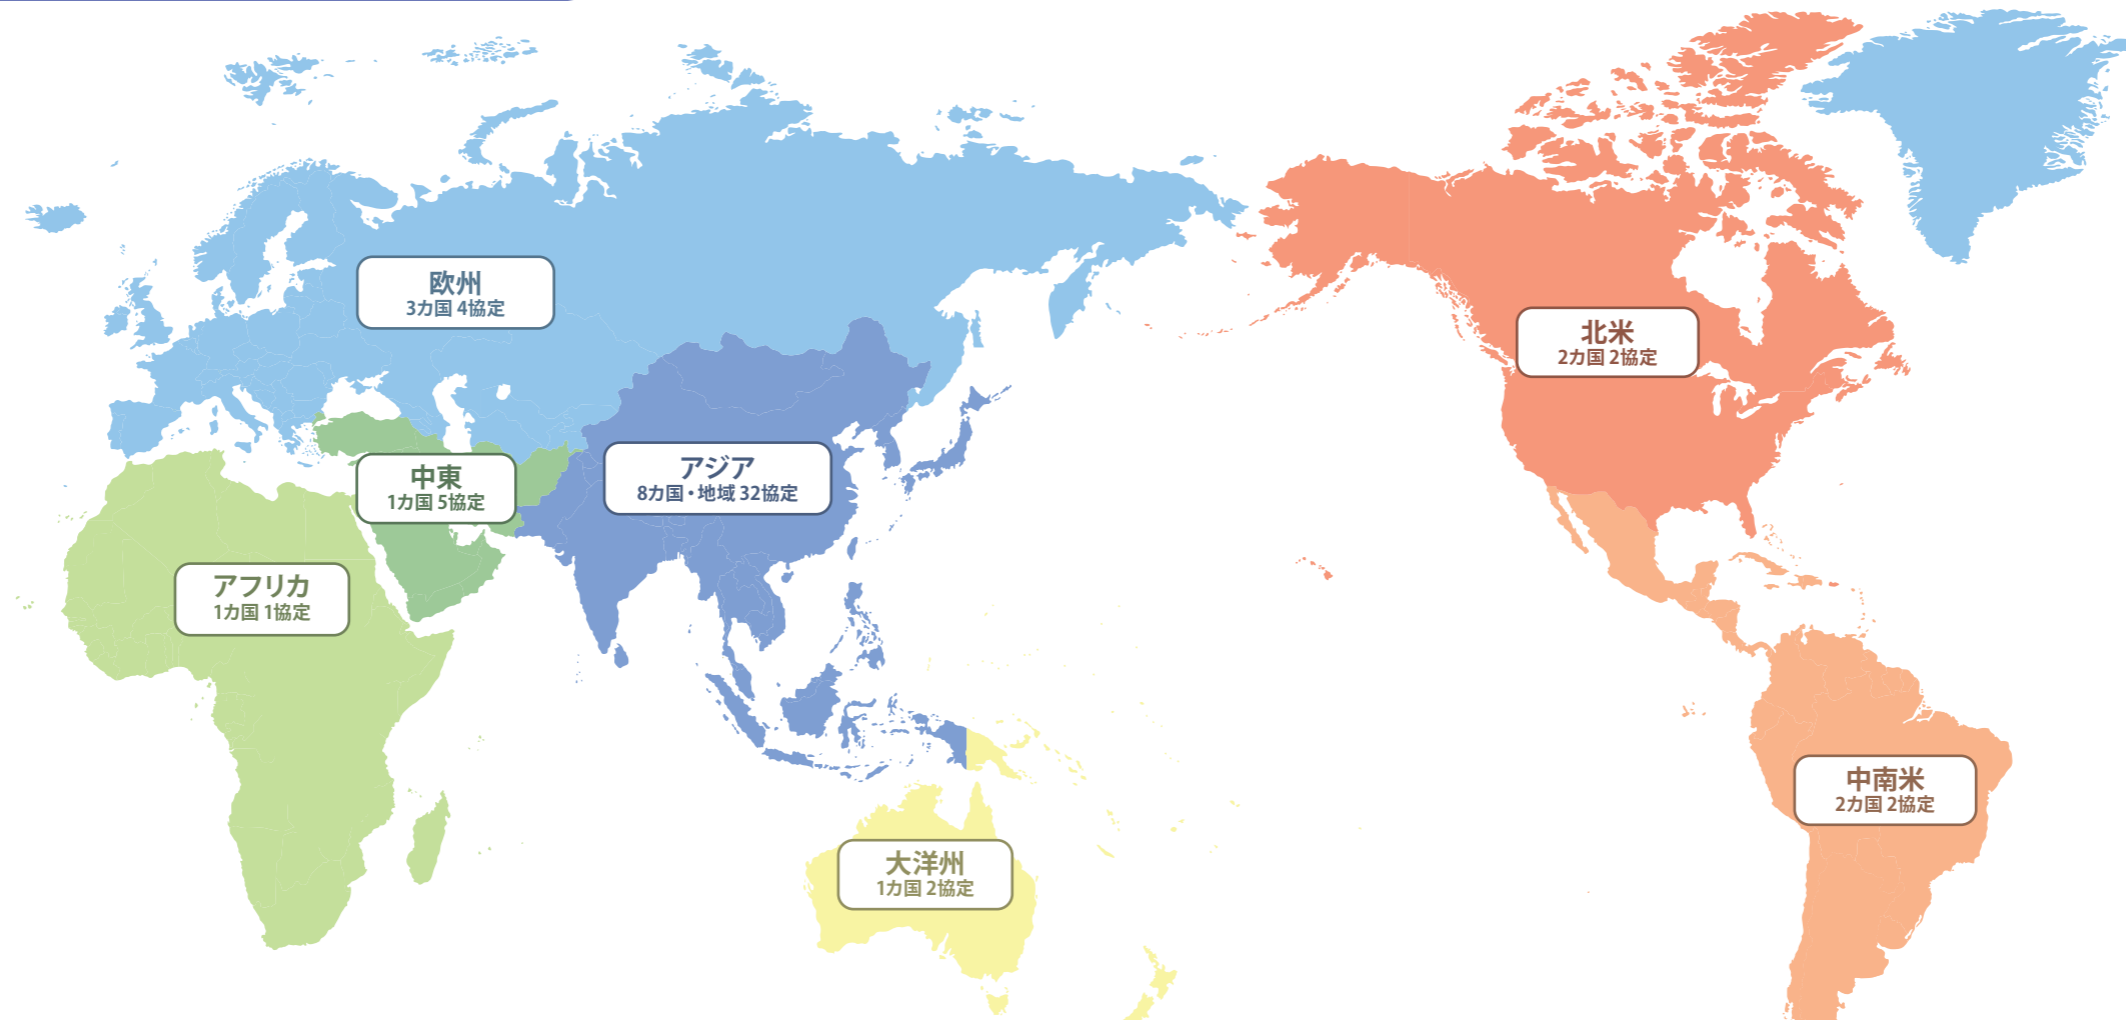 欧州
3カ国 4協定
北米
2カ国 2協定
中東
1カ国 5協定
アジア
8カ国・地域 32協定
アフリカ
1カ国 1協定
中南米
2カ国 2協定
大洋州
1カ国 2協定